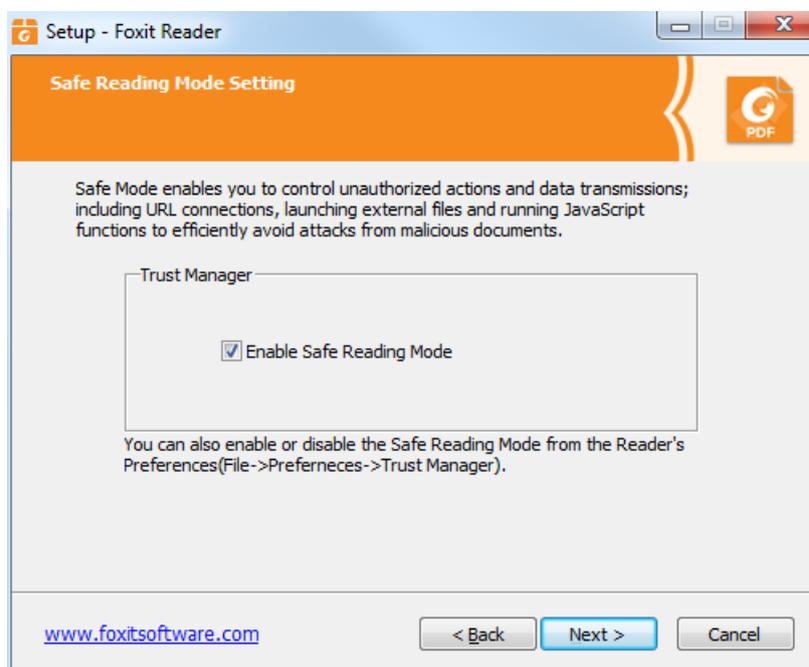 Setup - Foxit Reader
Safe Reading Mode Setting
PDF
Safe Mode enables you to control unauthorized actions and data transmissions;
including URL connections, launching external files and running JavaScript
functions to efficiently avoid attacks from malicious documents.
Trust Manager
Enable Safe Reading Mode
You can also enable or disable the Safe Reading Mode from the Reader's
Preferences(File->Preferneces->Trust Manager).
www.foxitsoftware.com
< Back
Next >
Cancel